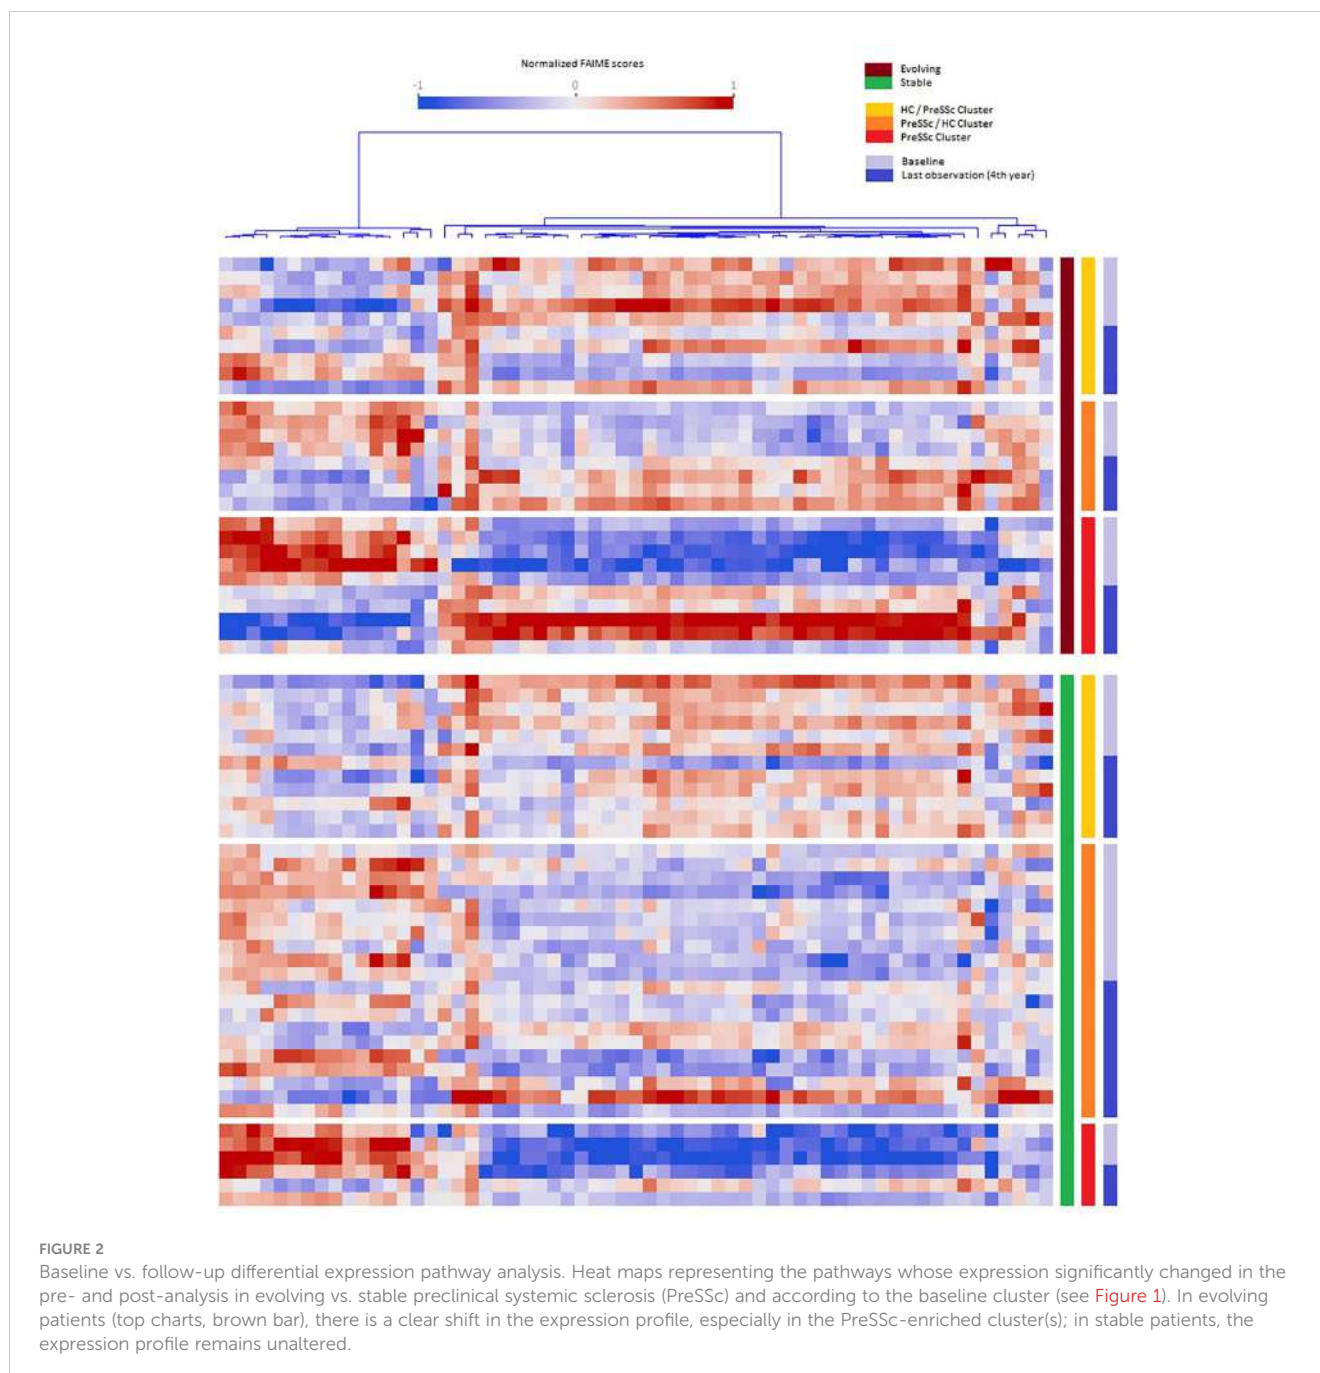 Normalized FAIME scores
-1 0 1
Evolving
Stable
HC / PreSSc Cluster
PreSSc / HC Cluster
PreSSc Cluster
Baseline
Last observation (4th year)
FIGURE 2
Baseline vs. follow-up differential expression pathway analysis. Heat maps representing the pathways whose expression significantly changed in the
pre- and post-analysis in evolving vs. stable preclinical systemic sclerosis (PreSSc) and according to the baseline cluster (see Figure 1). In evolving
patients (top charts, brown bar), there is a clear shift in the expression profile, especially in the PreSSc-enriched cluster(s); in stable patients, the
expression profile remains unaltered.